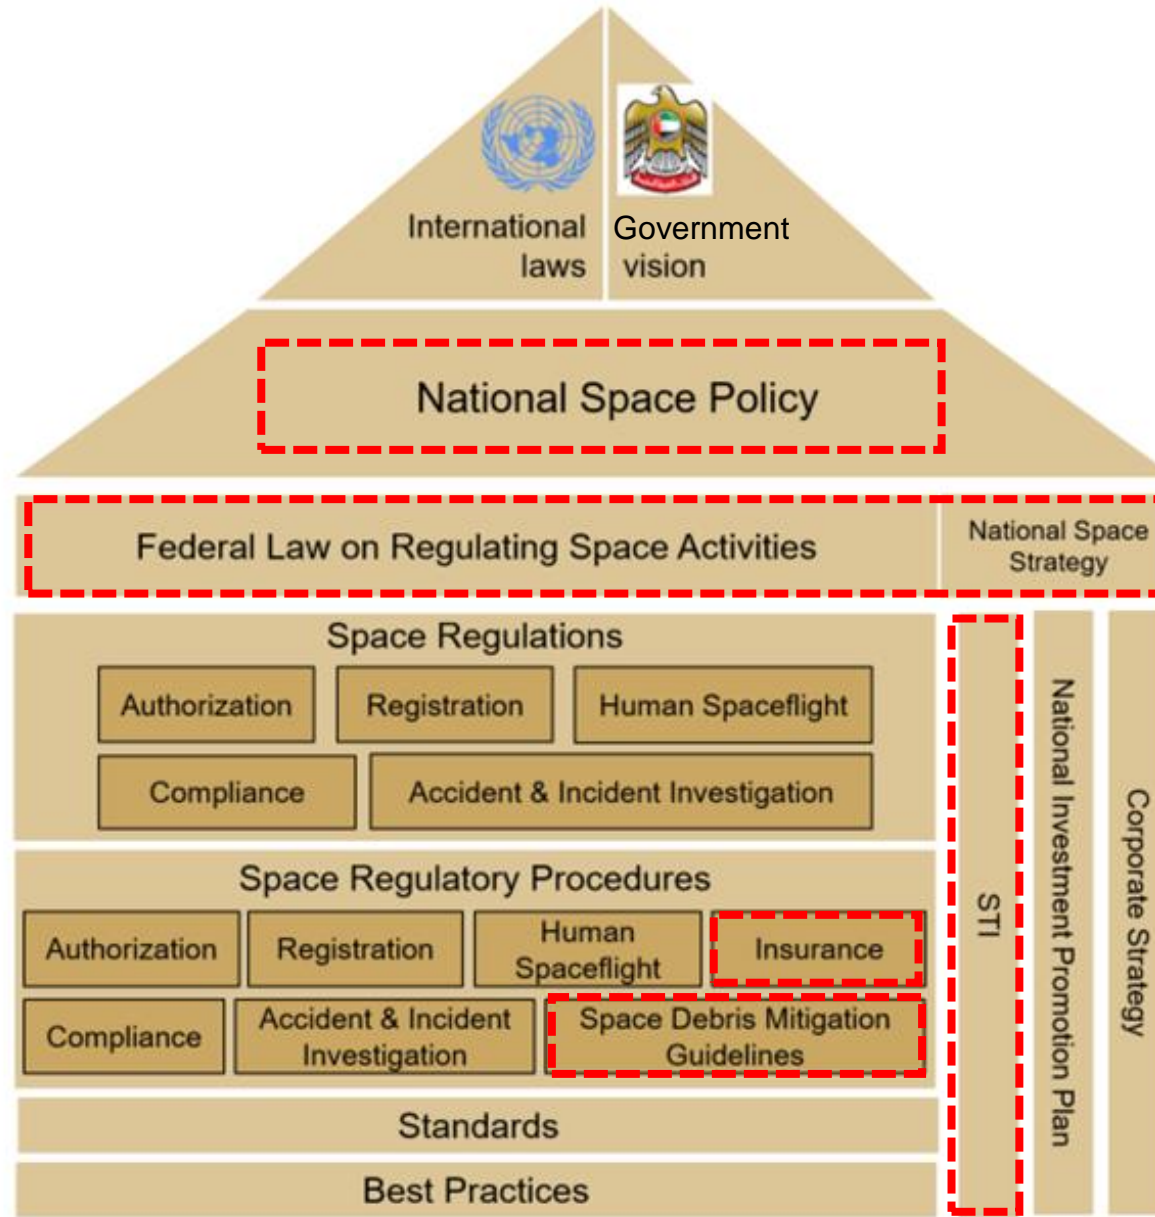 International
laws
Government
vision
National Space Policy
Federal Law on Regulating Space Activities
National Space
Strategy
Space Regulations
Authorization
Registration
Human Spaceflight
Compliance
Accident & Incident Investigation
Space Regulatory Procedures
Authorization
Registration
Human
Spaceflight
Insurance
Compliance
Accident & Incident
Investigation
Space Debris Mitigation
Guidelines
Standards
Best Practices
STI
National Investment Promotion Plan
Corporate Strategy